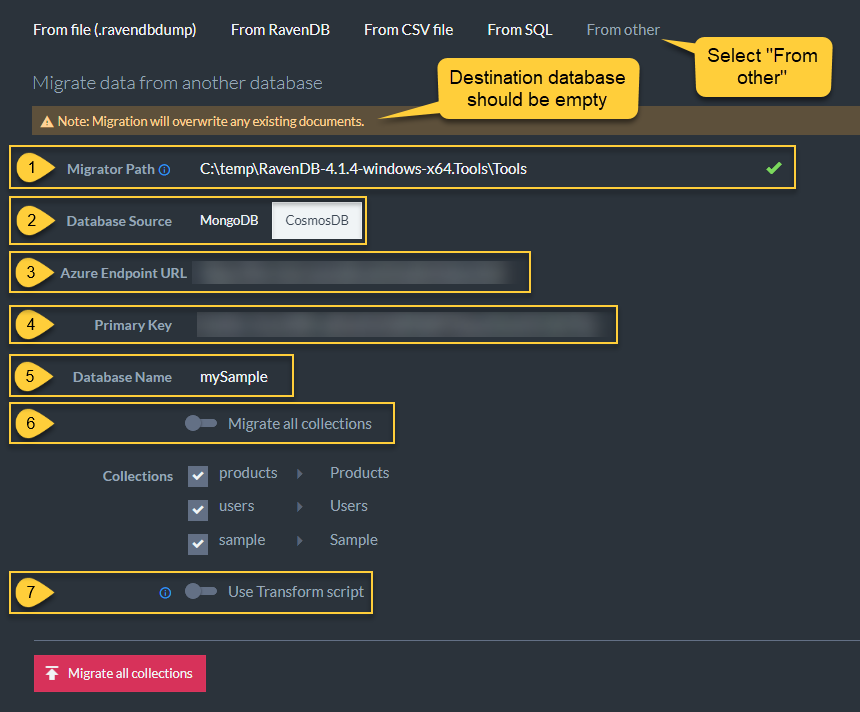 From file (.ravendbdump) From RavenDB From CSV file From SQL From other
Select "From
other"
Migrate data from another database
Destination database
should be empty
Note: Migration will overwrite any existing documents.
1 Migrator Path C:\temp\RavenDB-4.1.4-windows-x64.Tools\Tools
2 Database Source MongoDB CosmosDB
3 Azure Endpoint URL
4 Primary Key
5 Database Name mySample
6 Migrate all collections
Collections products Products
users Users
sample Sample
7 Use Transform script
Migrate all collections